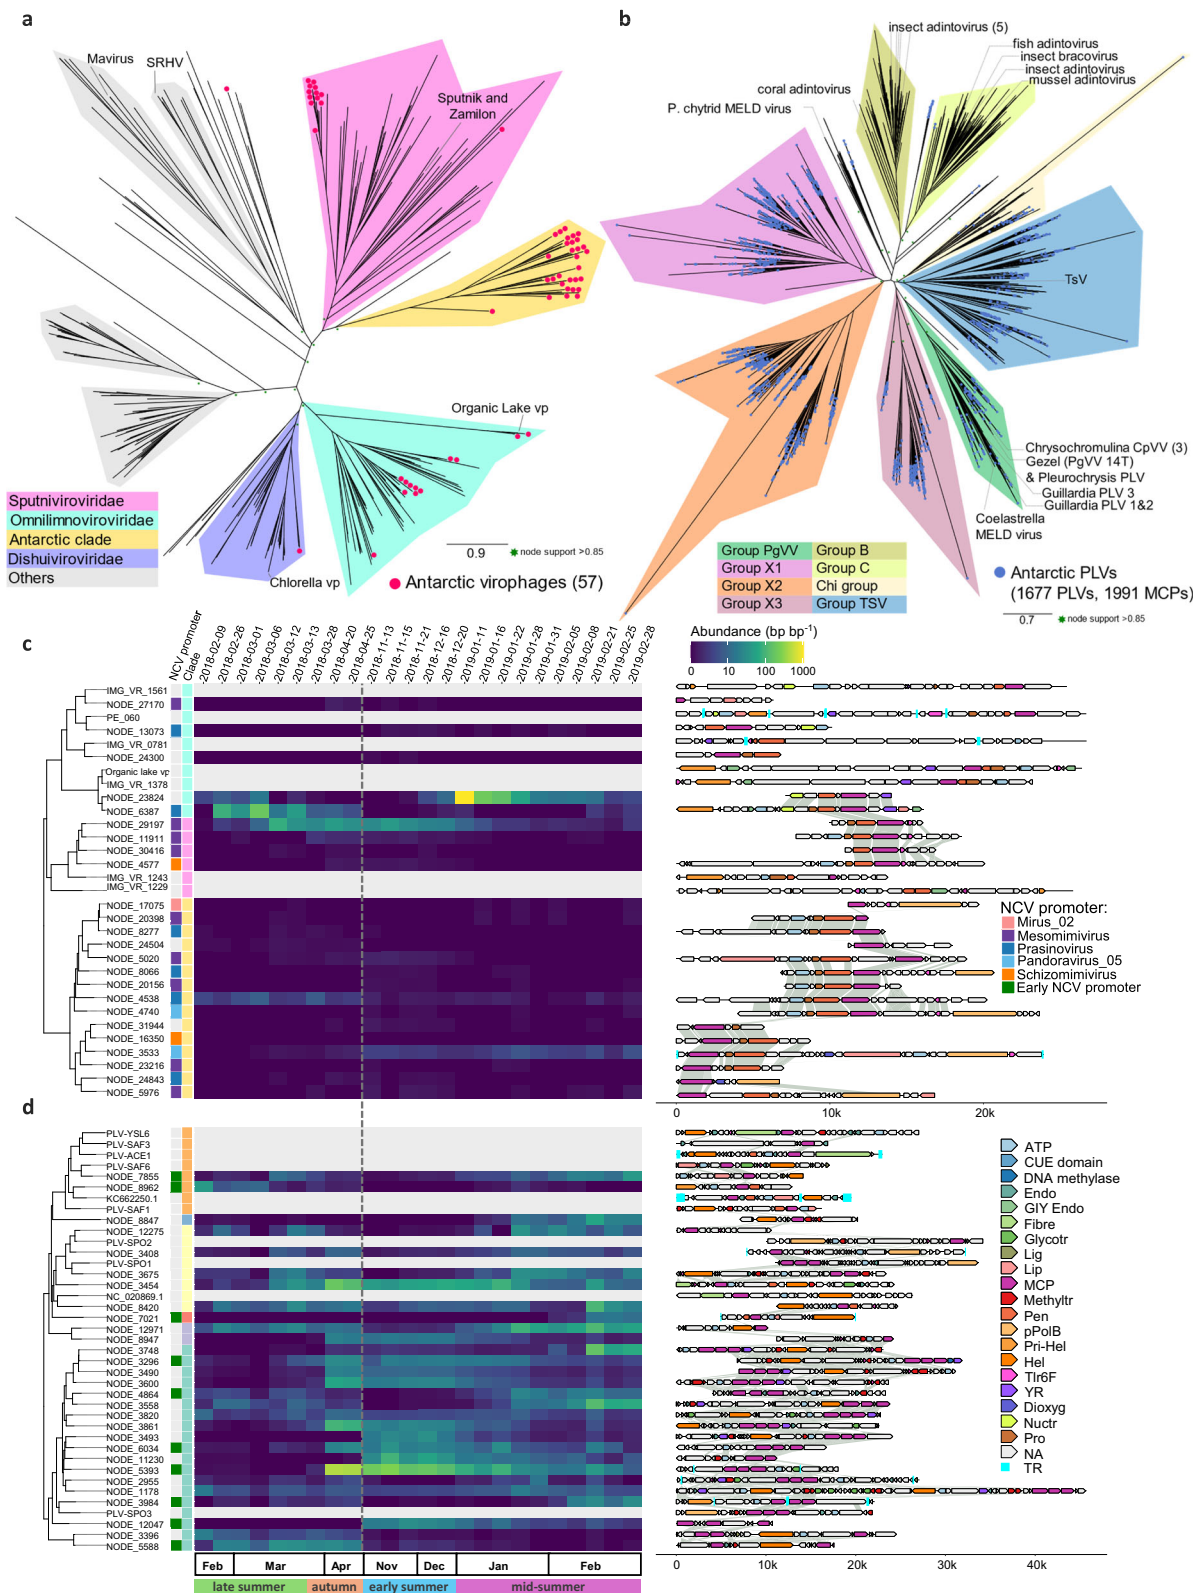 a
Mavirus
SRHV
Sputnik and
Zamilon
Organic Lake vp
Chlorella vp
Sputniviroviridae
Omnilimnoviroviridae
Antarctic clade
Dishuiviroviridae
Others
0.9
node support >0.85
Antarctic virophages (57)
b
insect adintovirus (5)
fish adintovirus
insect bracovirus
insect adintovirus
mussel adintovirus
coral adintovirus
P. chytrid MELD virus
TsV
Chrysochromulina CpVV (3)
Gezel (PgVV 14T)
& Pleurochrysis PLV
Guillardia PLV 3
Guillardia PLV 1&2
Coelastrella
MELD virus
Group PgVV
Group B
Group X1
Group C
Group X2
Chi group
Group X3
Group TSV
Antarctic PLVs
(1677 PLVs, 1991 MCPs)
0.7
node support >0.85
c
NCV promoter
Clade
2018-02-09
2018-02-26
2018-03-01
2018-03-06
2018-03-12
2018-03-13
2018-03-28
2018-04-20
2018-04-25
2018-11-13
2018-11-15
2018-11-21
2018-12-16
2018-12-20
2019-01-11
2019-01-16
2019-01-22
2019-01-28
2019-01-31
2019-02-05
2019-02-08
2019-02-21
2019-02-25
2019-02-28
Abundance (bp bp⁻¹)
0 10 100 1000
IMG_VR_1561
NODE_27170
PE_060
NODE_13073
IMG_VR_0781
NODE_24300
Organic lake vp
IMG_VR_1378
NODE_23824
NODE_6387
NODE_29197
NODE_11911
NODE_30416
NODE_4577
IMG_VR_1243
IMG_VR_1229
NODE_17075
NODE_20398
NODE_8277
NODE_24504
NODE_5020
NODE_8066
NODE_20156
NODE_4538
NODE_4740
NODE_31944
NODE_16350
NODE_3533
NODE_23216
NODE_24843
NODE_5976
NCV promoter:
Mirus_02
Mesomimivirus
Prasinovirus
Pandoravirus_05
Schizomimivirus
Early NCV promoter
0 10k 20k
d
PLV-YSL6
PLV-SAF3
PLV-ACE1
PLV-SAF6
NODE_7855
NODE_8962
KC662250.1
PLV-SAF1
NODE_8847
NODE_12275
PLV-SPO2
NODE_3408
PLV-SPO1
NODE_3675
NODE_3454
NC_020869.1
NODE_8420
NODE_7021
NODE_12971
NODE_8947
NODE_3748
NODE_3296
NODE_3490
NODE_3600
NODE_4864
NODE_3558
NODE_3820
NODE_3861
NODE_3493
NODE_6034
NODE_11230
NODE_5393
NODE_2955
NODE_1178
NODE_3984
PLV-SPO3
NODE_12047
NODE_3396
NODE_5588
Feb Mar Apr Nov Dec Jan Feb
late summer autumn early summer mid-summer
ATP
CUE domain
DNA methylase
Endo
GIY Endo
Fibre
Glycotr
Lig
Lip
MCP
Methyltr
Pen
pPolB
Pri-Hel
Hel
Tlr6F
YR
Dioxyg
Nuctr
Pro
NA
TR
0 10k 20k 30k 40k